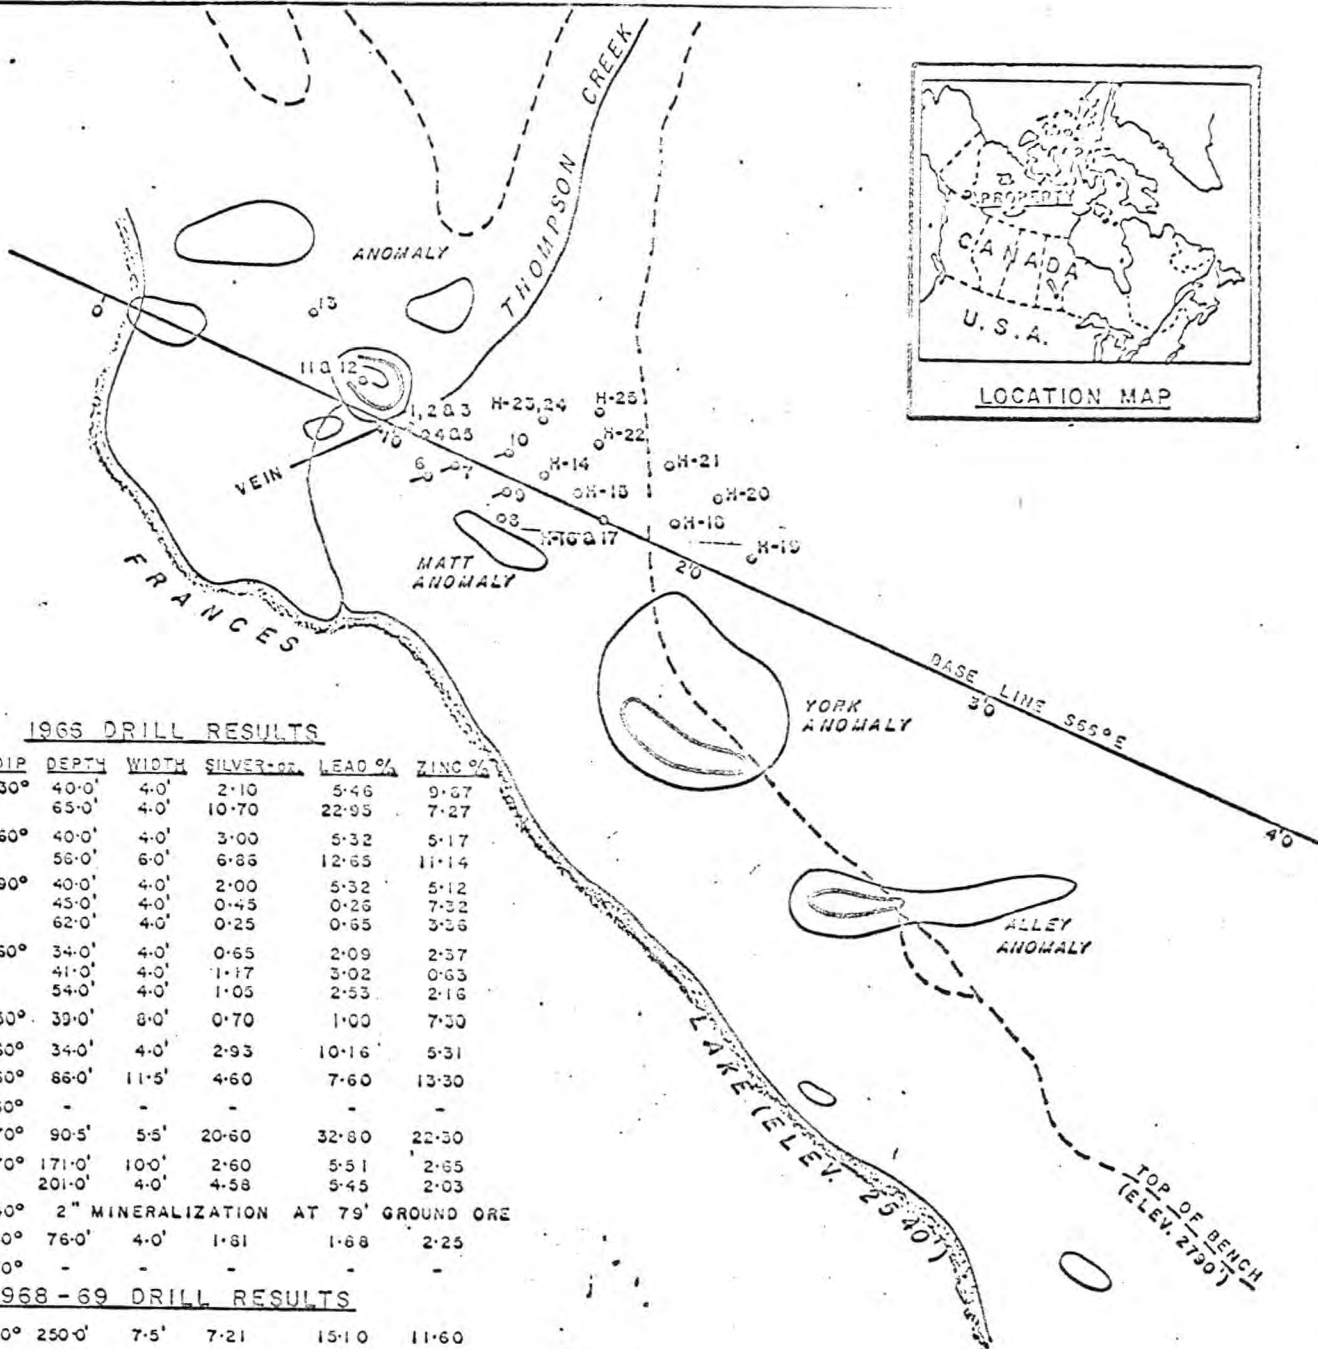 THOMPSON CREEK
ANOMALY
13
0
11 & 12
1, 2 & 3
4 & 5
10
VEIN
6
7
10
9
8
H-23, 24
H-25
H-22
H-14
H-15
H-21
H-20
H-18
H-16 & 17
H-19
MATT
ANOMALY
20
FRANCES
LAKE (ELEV. 2540')
YORK
ANOMALY
BASE LINE S66°E
30
40
ALLEY
ANOMALY
TOP OF BENCH
(ELEV. 2790')
PROPERTY
CANADA
U.S.A.
LOCATION MAP
1966 DRILL RESULTS
DIP DEPTH WIDTH SILVER-oz. LEAD % ZINC %
30° 40·0' 4·0' 2·10 5·46 9·67
65·0' 4·0' 10·70 22·95 7·27
60° 40·0' 4·0' 3·00 5·32 5·17
56·0' 6·0' 6·86 12·65 11·14
90° 40·0' 4·0' 2·00 5·32 5·12
45·0' 4·0' 0·45 0·26 7·32
62·0' 4·0' 0·25 0·65 3·36
60° 34·0' 4·0' 0·65 2·09 2·37
41·0' 4·0' 1·17 3·02 0·63
54·0' 4·0' 1·05 2·53 2·16
39·0' 8·0' 0·70 1·00 7·30
60° 34·0' 4·0' 2·93 10·16 5·31
60° 86·0' 11·5' 4·60 7·60 13·30
0° - - - - -
70° 90·5' 5·5' 20·60 32·80 22·30
70° 171·0' 10·0' 2·60 5·51 2·65
201·0' 4·0' 4·58 5·45 2·03
0° 2" MINERALIZATION AT 79' GROUND ORE
0° 76·0' 4·0' 1·81 1·68 2·25
0° - - - - -
968-69 DRILL RESULTS
0° 250·0' 7·5' 7·21 15·10 11·60